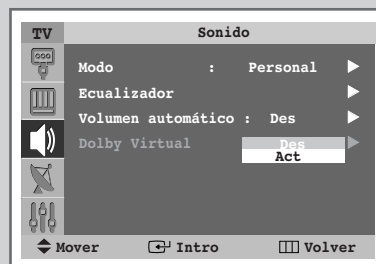 TV Sonido
Modo : Personal
Ecualizador
Volumen automático : Des
Dolby Virtual Des
Act
Mover Intro Volver